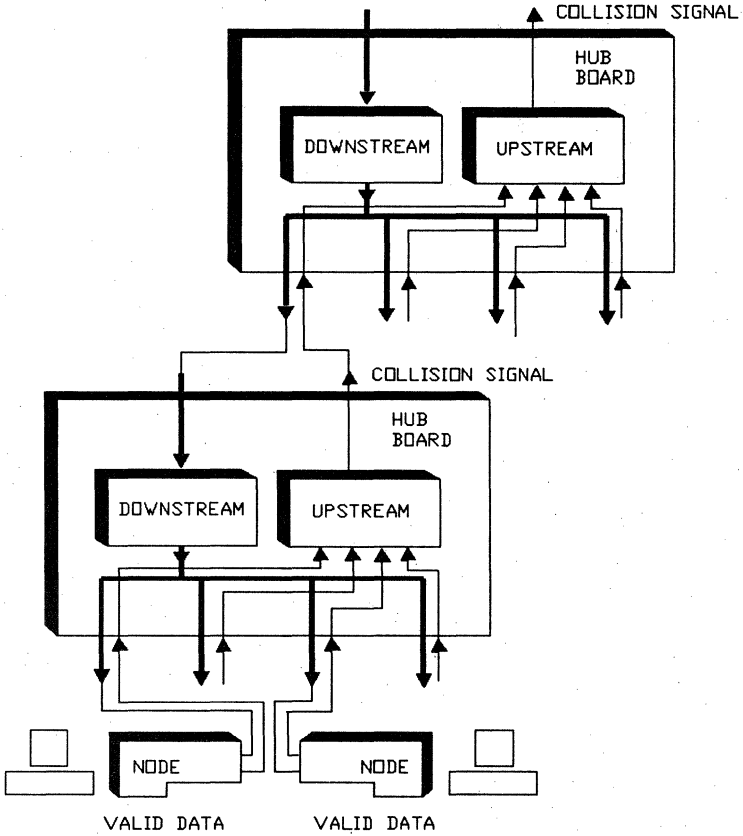 COLLISION SIGNAL
HUB
BOARD
DOWNSTREAM
UPSTREAM
COLLISION SIGNAL
HUB
BOARD
DOWNSTREAM
UPSTREAM
NODE
NODE
VALID DATA
VALID DATA